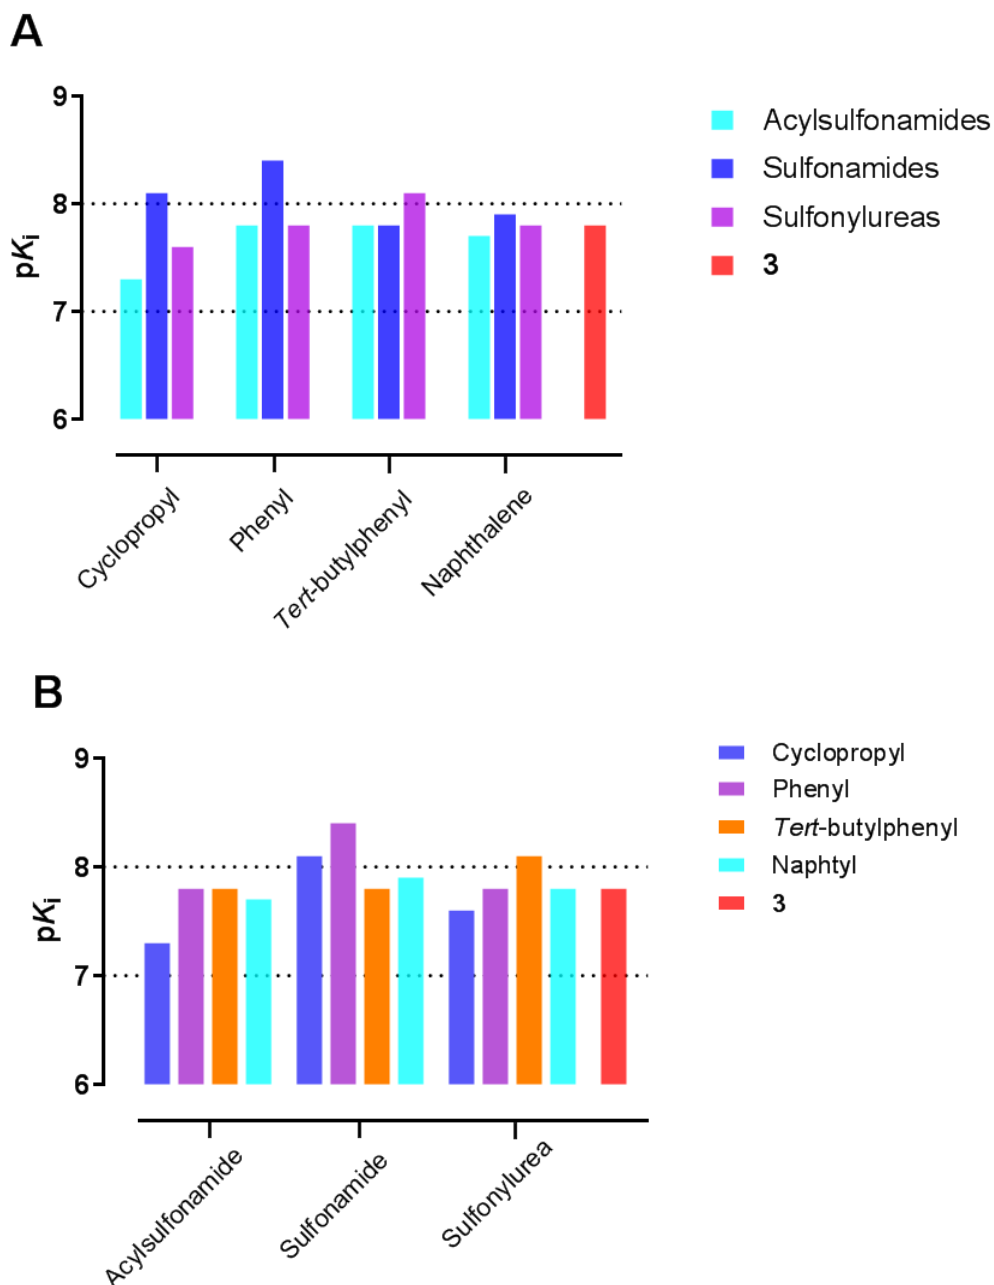 A
9
8
7
6
pKi
Acylsulfonamides
Sulfonamides
Sulfonylureas
3
Cyclopropyl
Phenyl
Tert-butylphenyl
Naphthalene
B
9
8
7
6
pKi
Cyclopropyl
Phenyl
Tert-butylphenyl
Naphtyl
3
Acylsulfonamide
Sulfonamide
Sulfonylurea